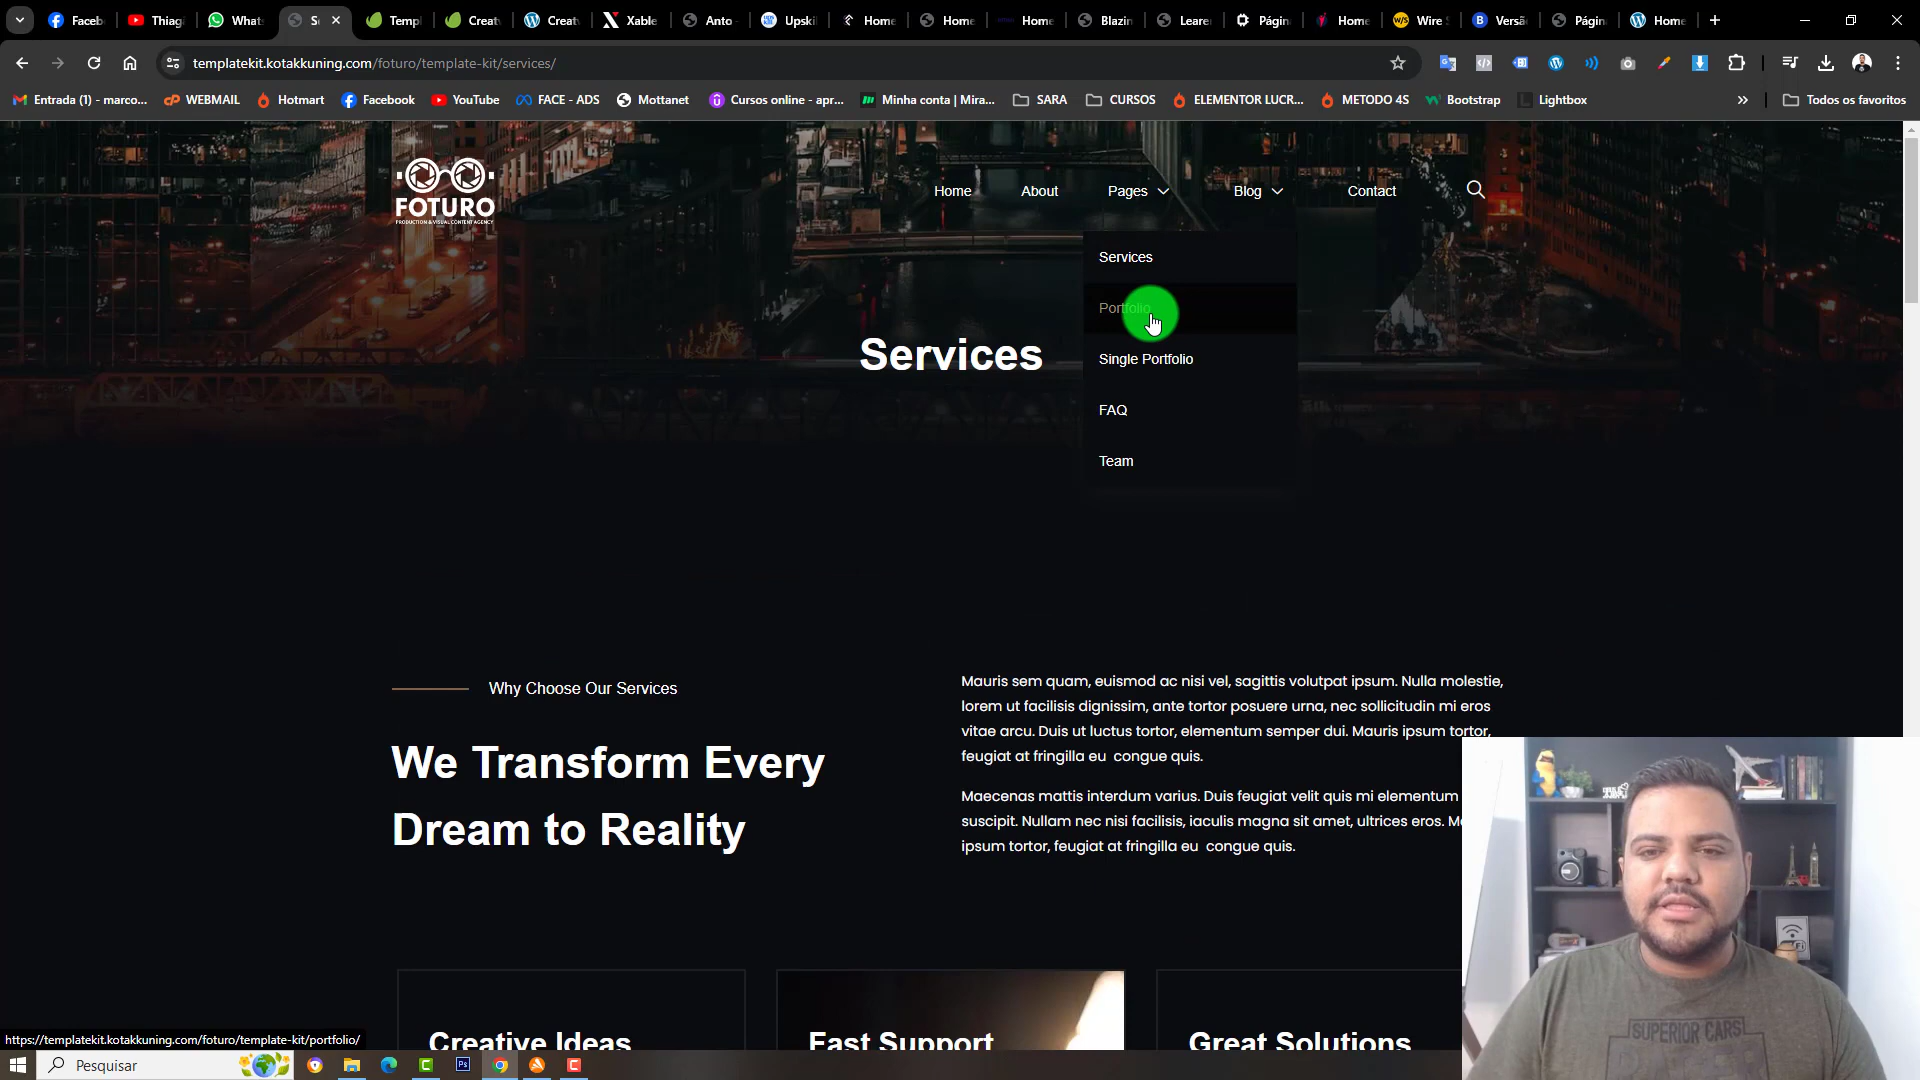 Faceb
Thiag
What
S
Templ
Creat
Creat
Xable
Anto
Upski
Home
Home
Home
Blazin
Leare
Págin
Home
Wire S
Versã
Págin
Home
templatekit.kotakkuning.com/foturo/template-kit/services/
Entrada (1) - marco...
WEBMAIL
Hotmart
Facebook
YouTube
FACE - ADS
Mottanet
Cursos online - apr...
Minha conta | Mira...
SARA
CURSOS
ELEMENTOR LUCR...
METODO 4S
Bootstrap
Lightbox
Todos os favoritos
FOTURO
PRODUCTION & VISUAL CONTENT AGENCY
Home
About
Pages
Blog
Contact
Services
Portfolio
Single Portfolio
FAQ
Team
Services
Why Choose Our Services
We Transform Every
Dream to Reality
Mauris sem quam, euismod ac nisi vel, sagittis volutpat ipsum. Nulla molestie,
lorem ut facilisis dignissim, ante tortor posuere urna, nec sollicitudin mi eros
vitae arcu. Duis ut luctus tortor, elementum semper dui. Mauris ipsum tortor,
feugiat at fringilla eu congue quis.
Maecenas mattis interdum varius. Duis feugiat velit quis mi elementum
suscipit. Nullam nec nisi facilisis, iaculis magna sit amet, ultrices eros. M
ipsum tortor, feugiat at fringilla eu congue quis.
Creative Ideas
Fast Support
Great Solutions
SUPERIOR CARS
https://templatekit.kotakkuning.com/foturo/template-kit/portfolio/
Pesquisar